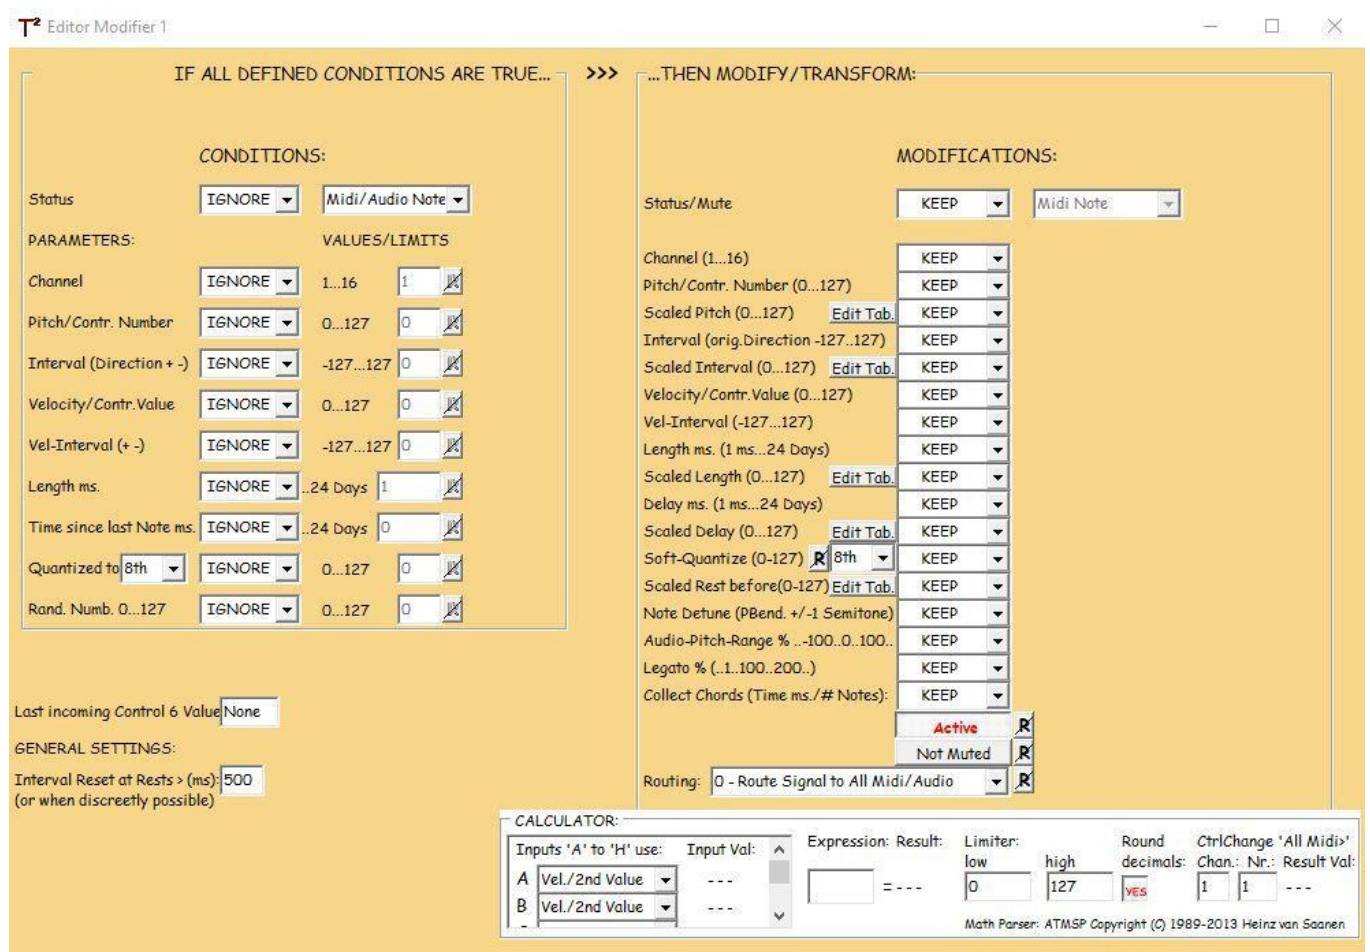 T² Editor Modifier 1
IF ALL DEFINED CONDITIONS ARE TRUE... >>> ...THEN MODIFY/TRANSFORM:
CONDITIONS:
Status IGNORE Midi/Audio Note
PARAMETERS: VALUES/LIMITS
Channel IGNORE 1...16 1
Pitch/Contr. Number IGNORE 0...127 0
Interval (Direction + -) IGNORE -127...127 0
Velocity/Contr.Value IGNORE 0...127 0
Vel-Interval (+ -) IGNORE -127...127 0
Length ms. IGNORE ..24 Days 1
Time since last Note ms. IGNORE ..24 Days 0
Quantized to 8th IGNORE 0...127 0
Rand. Numb. 0...127 IGNORE 0...127 0
Last incoming Control 6 Value None
GENERAL SETTINGS:
Interval Reset at Rests > (ms): 500
(or when discreetly possible)
MODIFICATIONS:
Status/Mute KEEP Midi Note
Channel (1...16) KEEP
Pitch/Contr. Number (0...127) KEEP
Scaled Pitch (0...127) Edit Tab. KEEP
Interval (orig.Direction -127..127) KEEP
Scaled Interval (0...127) Edit Tab. KEEP
Velocity/Contr.Value (0...127) KEEP
Vel-Interval (-127...127) KEEP
Length ms. (1 ms...24 Days) KEEP
Scaled Length (0...127) Edit Tab. KEEP
Delay ms. (1 ms...24 Days) KEEP
Scaled Delay (0...127) Edit Tab. KEEP
Soft-Quantize (0-127) R 8th KEEP
Scaled Rest before(0-127) Edit Tab. KEEP
Note Detune (PBend. +/-1 Semitone) KEEP
Audio-Pitch-Range % ..-100..0..100.. KEEP
Legato % (..1..100..200..) KEEP
Collect Chords (Time ms./# Notes): KEEP
Active R
Not Muted R
Routing: 0 - Route Signal to All Midi/Audio R
CALCULATOR:
Inputs 'A' to 'H' use: Input Val:
A Vel./2nd Value ---
B Vel./2nd Value ---
Expression: Result:
= ---
Limiter:
low high
0 127
Round
decimals:
YES
CtrlChange 'All Midi>'
Chan.: Nr.: Result Val:
1 1 ---
Math Parser: ATMSP Copyright (C) 1989-2013 Heinz van Saanen